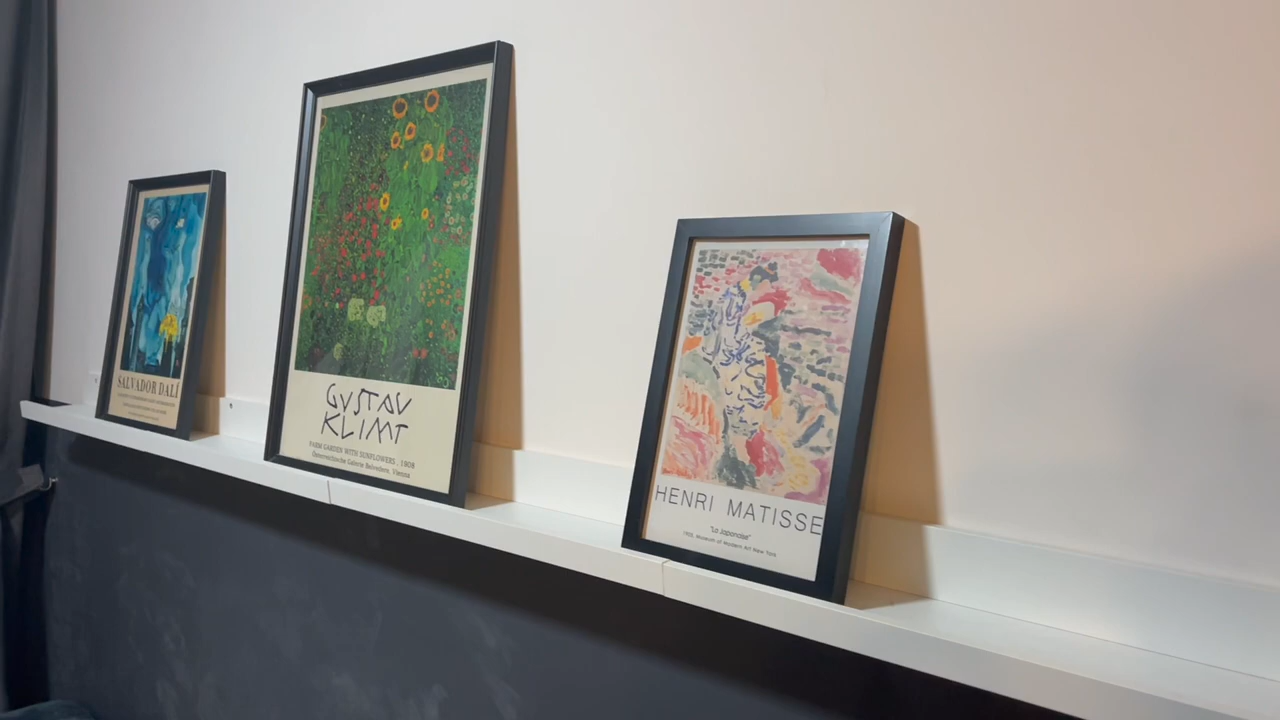 SALVADOR DALÍ
GUSTAV
KLIMT
FARM GARDEN WITH SUNFLOWERS , 1908
Österreichische Galerie Belvedere, Vienna
HENRI MATISSE
"La Japonaise"
1905, Museum of Modern Art New York